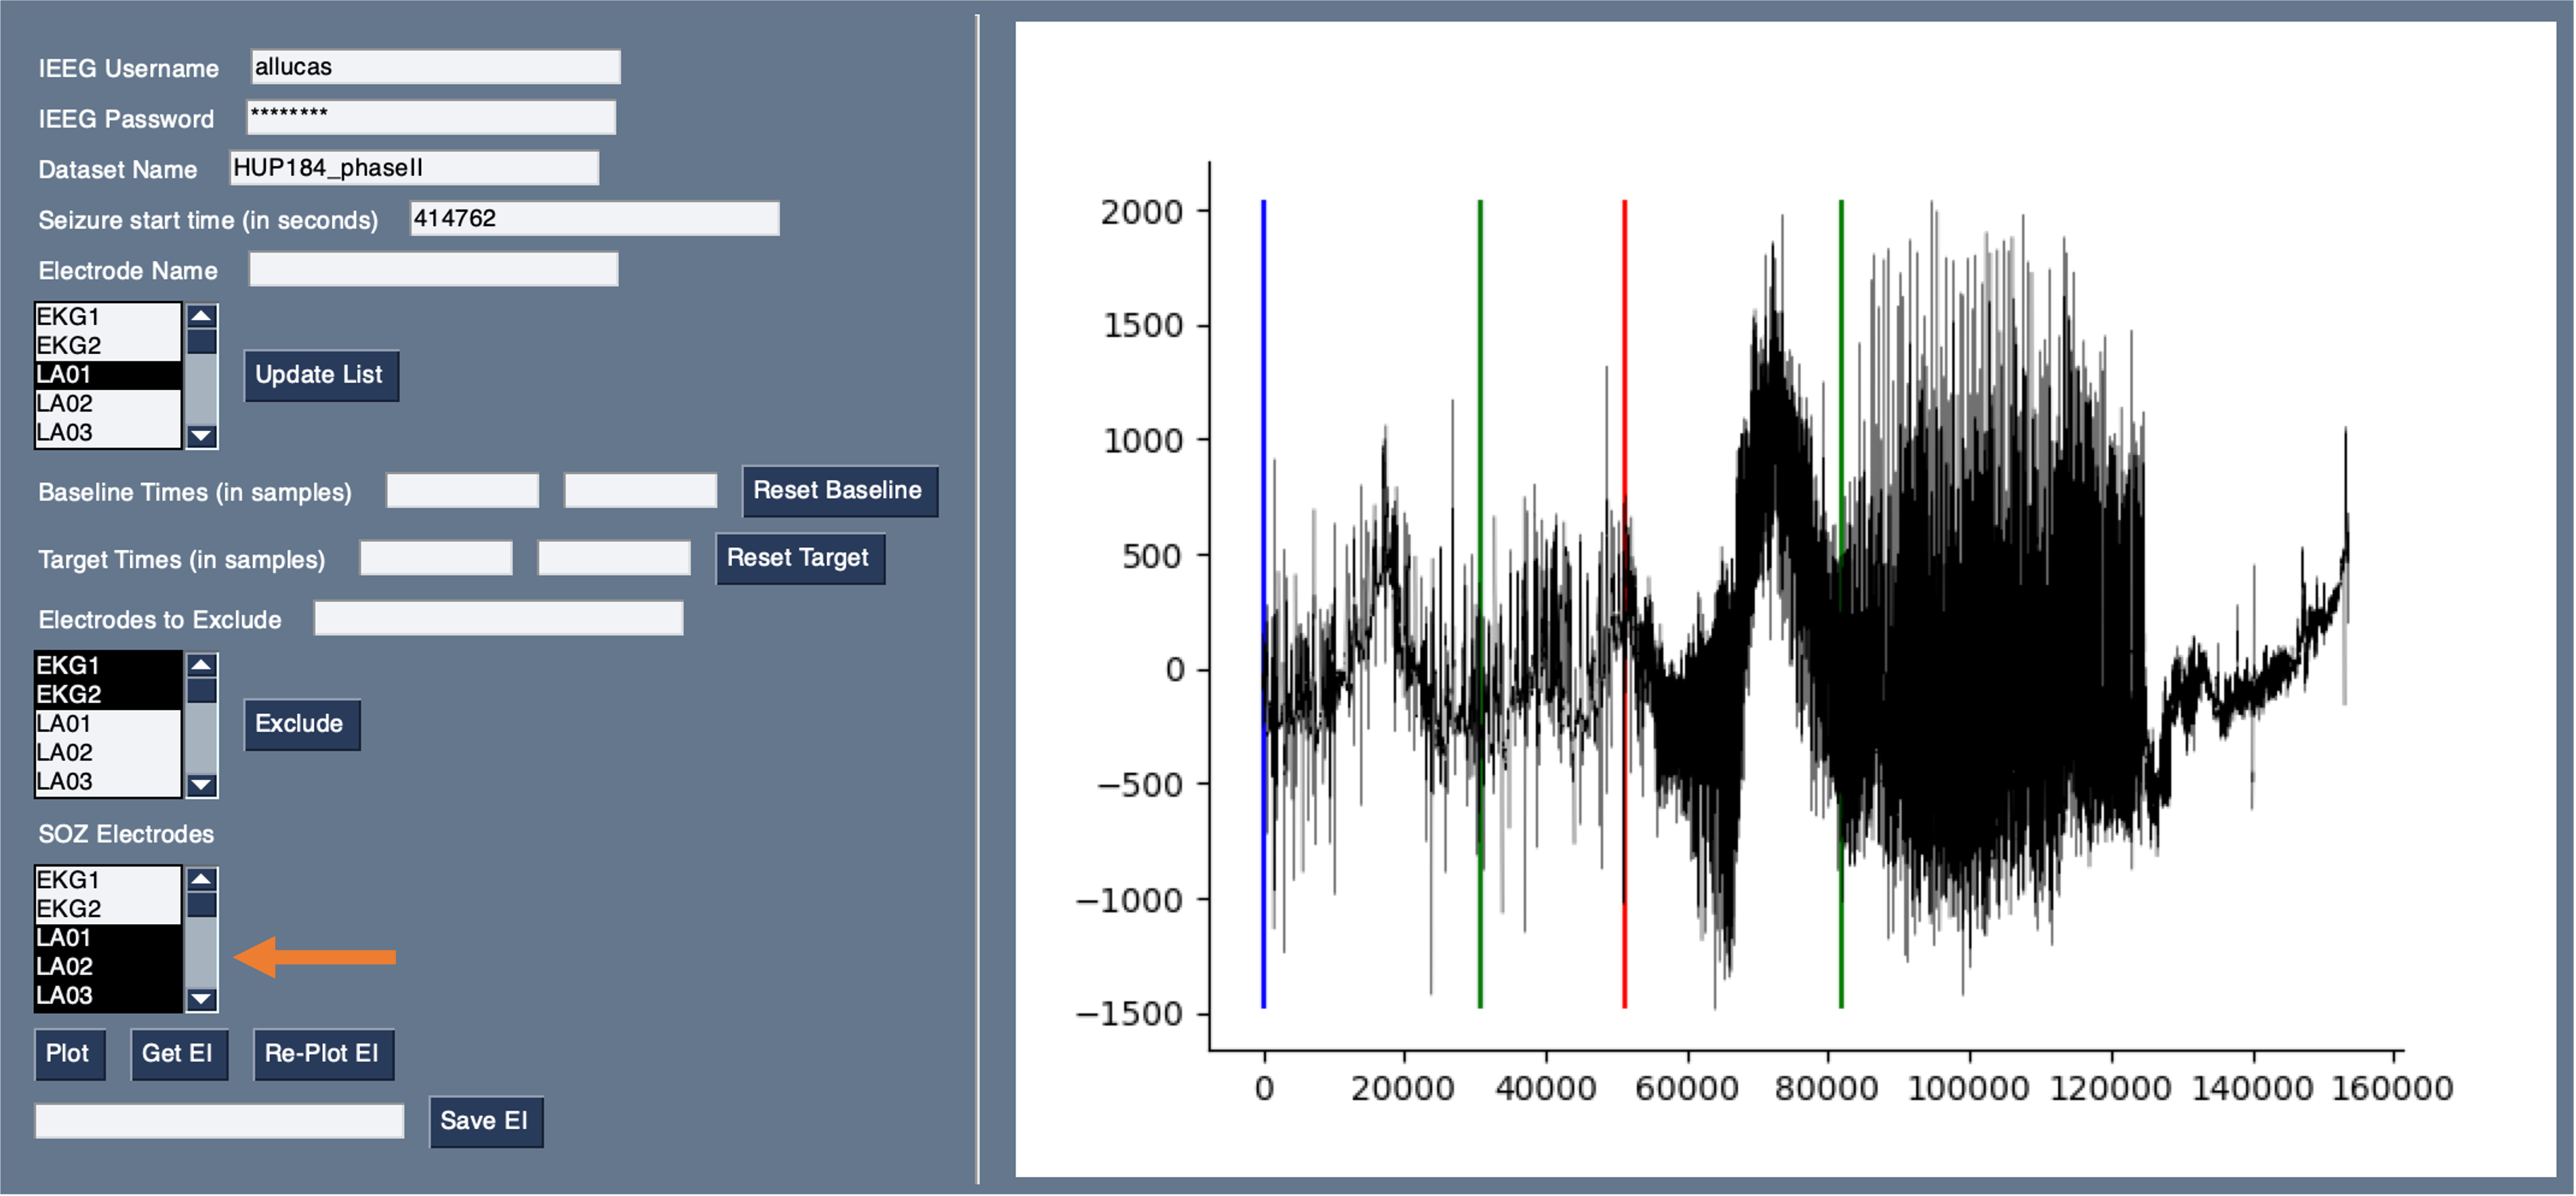 IEEG Username allucas
IEEG Password ********
Dataset Name HUP184_phaseII
Seizure start time (in seconds) 414762
Electrode Name
EKG1
EKG2
LA01
LA02
LA03
Update List
Baseline Times (in samples) Reset Baseline
Target Times (in samples) Reset Target
Electrodes to Exclude
EKG1
EKG2
LA01
LA02
LA03
Exclude
SOZ Electrodes
EKG1
EKG2
LA01
LA02
LA03
Plot Get EI Re-Plot EI
Save EI
2000
1500
1000
500
0
−500
−1000
−1500
0 20000 40000 60000 80000 100000 120000 140000 160000